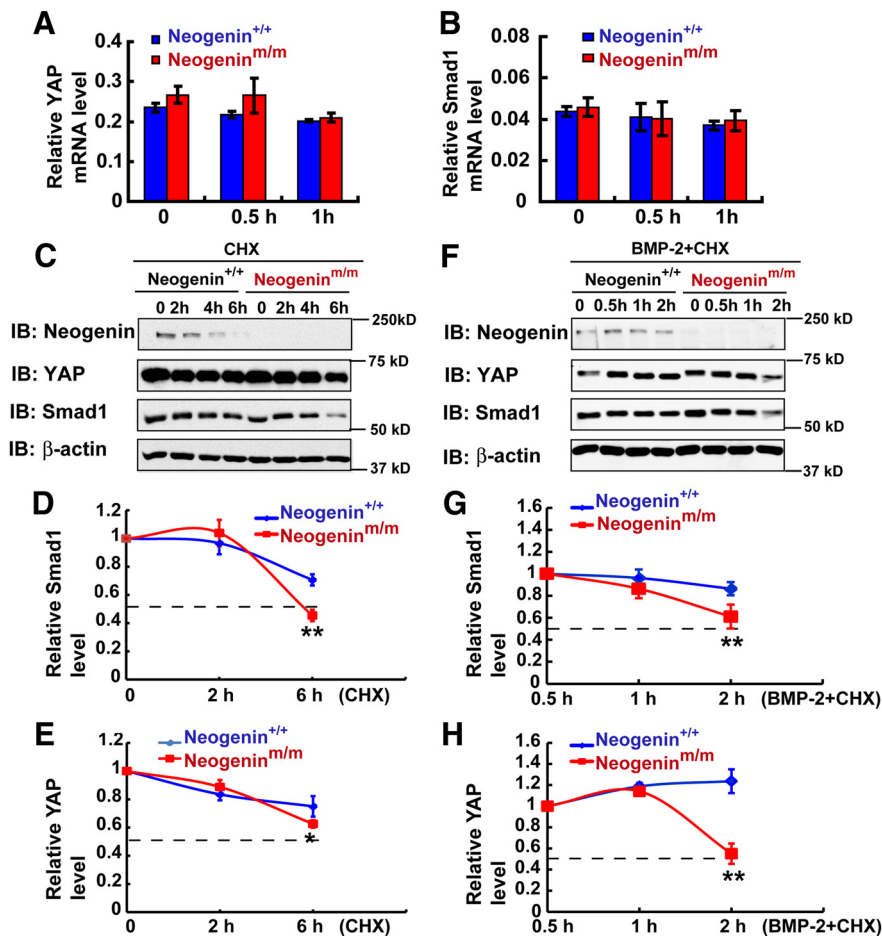 A
Neogenin+/+
Neogeninm/m
Relative YAP
mRNA level
0.4
0.3
0.2
0.1
0
0 0.5 h 1h
B
Neogenin+/+
Neogeninm/m
Relative Smad1
mRNA level
0.08
0.06
0.04
0.02
0
0 0.5 h 1h
C
CHX
Neogenin+/+ Neogeninm/m
0 2h 4h 6h 0 2h 4h 6h
IB: Neogenin
250kD
IB: YAP
75 kD
IB: Smad1
50 kD
IB: β-actin
37 kD
F
BMP-2+CHX
Neogenin+/+ Neogeninm/m
0 0.5h 1h 2h 0 0.5h 1h 2h
IB: Neogenin
250 kD
IB: YAP
75 kD
IB: Smad1
50 kD
IB: β-actin
37 kD
D
Neogenin+/+
Neogeninm/m
Relative Smad1
level
1.2
1
0.8
0.6
0.4
0.2
0
**
0 2 h 6 h (CHX)
G
Neogenin+/+
Neogeninm/m
Relative Smad1
level
1.6
1.4
1.2
1
0.8
0.6
0.4
0.2
0
**
0.5 h 1 h 2 h (BMP-2+CHX)
E
Neogenin+/+
Neogeninm/m
Relative YAP
level
1.2
1
0.8
0.6
0.4
0.2
0
*
0 2 h 6 h (CHX)
H
Neogenin+/+
Neogeninm/m
Relative YAP
level
1.6
1.4
1.2
1
0.8
0.6
0.4
0.2
0
**
0.5 h 1 h 2 h (BMP-2+CHX)